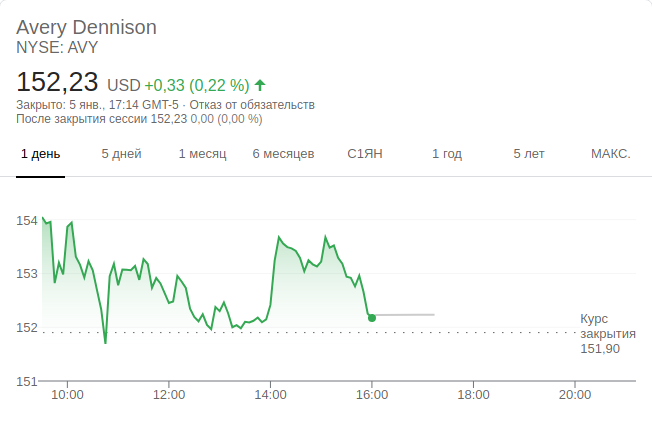 Avery Dennison
NYSE: AVY
152,23 USD +0,33 (0,22 %)
Закрыто: 5 янв., 17:14 GMT-5 · Отказ от обязательств
После закрытия сессии 152,23 0,00 (0,00 %)
1 день 5 дней 1 месяц 6 месяцев С1ЯН 1 год 5 лет МАКС.
154
153
152
Курс
закрытия
151,90
151
10:00 12:00 14:00 16:00 18:00 20:00